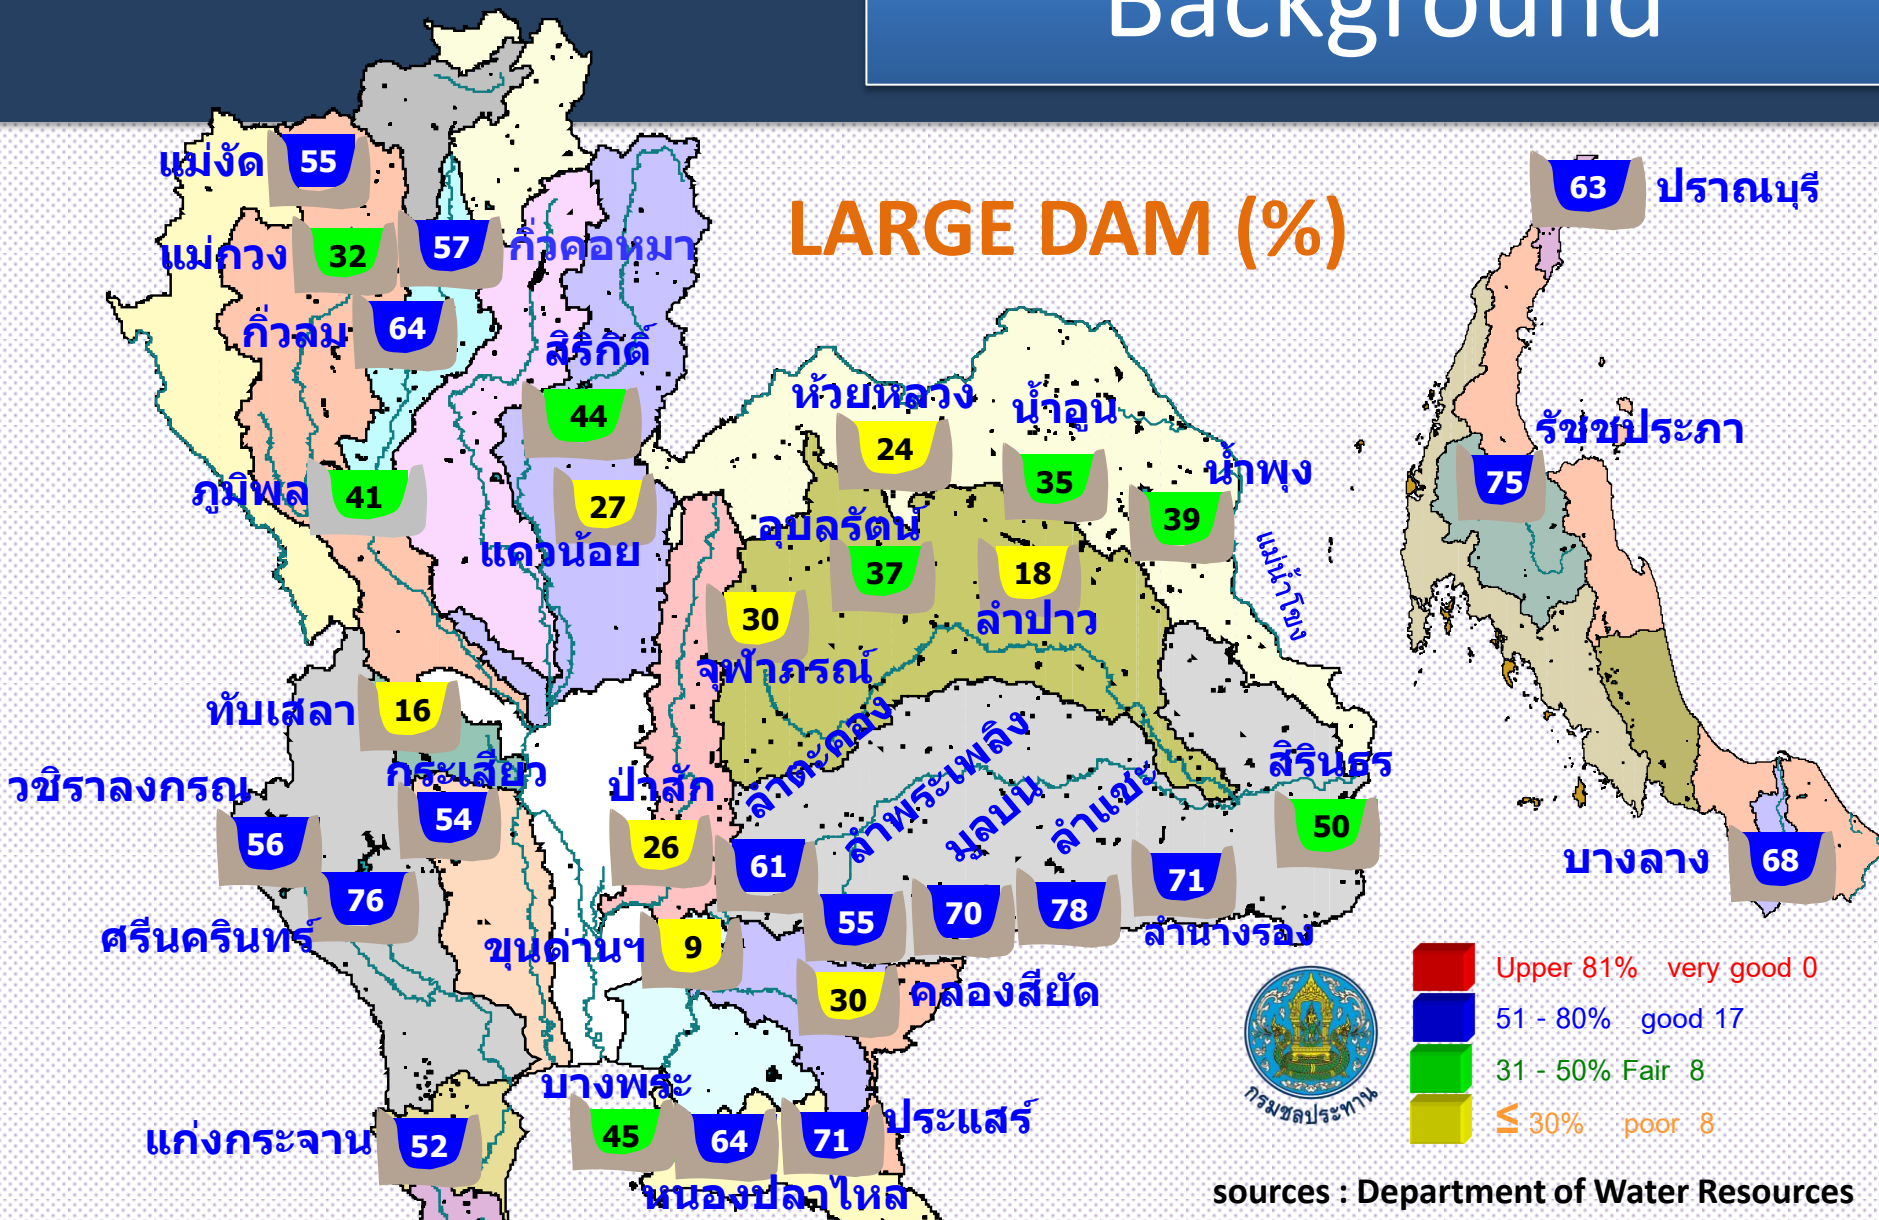 Background
LARGE DAM (%)
แม่งัด 55
63 ปราณบุรี
แม่กวง 32
57 กิ่วคอหมา
กิ่วลม 64
สิริกิติ์
44
ห้วยหลวง
24
น้ำอูน
35
น้ำพุง
39
รัชชประภา
75
ภูมิพล 41
27
แควน้อย
อุบลรัตน์
37
18
ลำปาว
แม่น้ำโขง
30
จุฬาภรณ์
ทับเสลา 16
วชิราลงกรณ
56
กระเสียว
54
ป่าสัก
26
ลำตะคอง
61
ลำพระเพลิง
55
มูลบน
70
ลำแซะ
78
71
ลำนางรอง
สิรินธร
50
บางลาง 68
76
ศรีนครินทร์
ขุนด่านฯ 9
30 คลองสียัด
บางพระ
45
64
หนองปลาไหล
71
ประแสร์
แก่งกระจาน 52
กรมชลประทาน
Upper 81% very good 0
51 - 80% good 17
31 - 50% Fair 8
≤ 30% poor 8
sources : Department of Water Resources